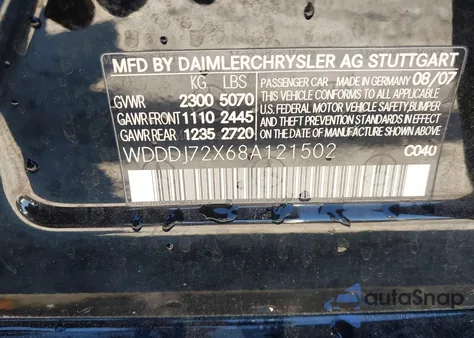 MFD BY DAIMLERCHRYSLER AG STUTTGART
KG LBS
GVWR 2300 5070
GAWR FRONT 1110 2445
GAWR REAR 1235 2720
PASSENGER CAR MADE IN GERMANY 08/07
THIS VEHICLE CONFORMS TO ALL APPLICABLE
U.S. FEDERAL MOTOR VEHICLE SAFETY, BUMPER
AND THEFT PREVENTION STANDARDS IN EFFECT
ON THE DATE OF MANUFACTURE SHOWN ABOVE.
WDDDJ72X68A121502
C040
autoSnap